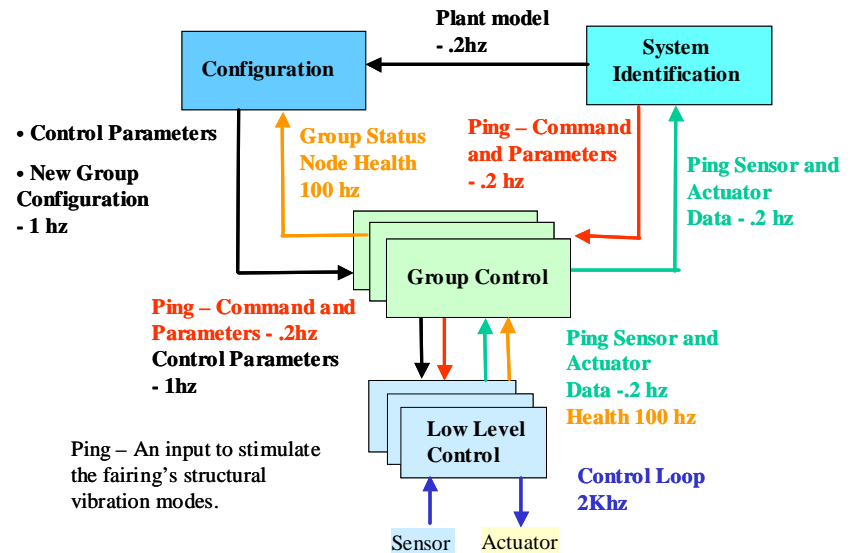 Plant model
- .2hz
Configuration
System
Identification
• Control Parameters
• New Group
Configuration
- 1 hz
Group Status
Node Health
100 hz
Ping – Command
and Parameters
- .2 hz
Ping Sensor and
Actuator
Data - .2 hz
Group Control
Ping – Command and
Parameters - .2hz
Control Parameters
- 1hz
Ping Sensor and
Actuator
Data -.2 hz
Health 100 hz
Low Level
Control
Ping – An input to stimulate
the fairing’s structural
vibration modes.
Control Loop
2Khz
Sensor
Actuator